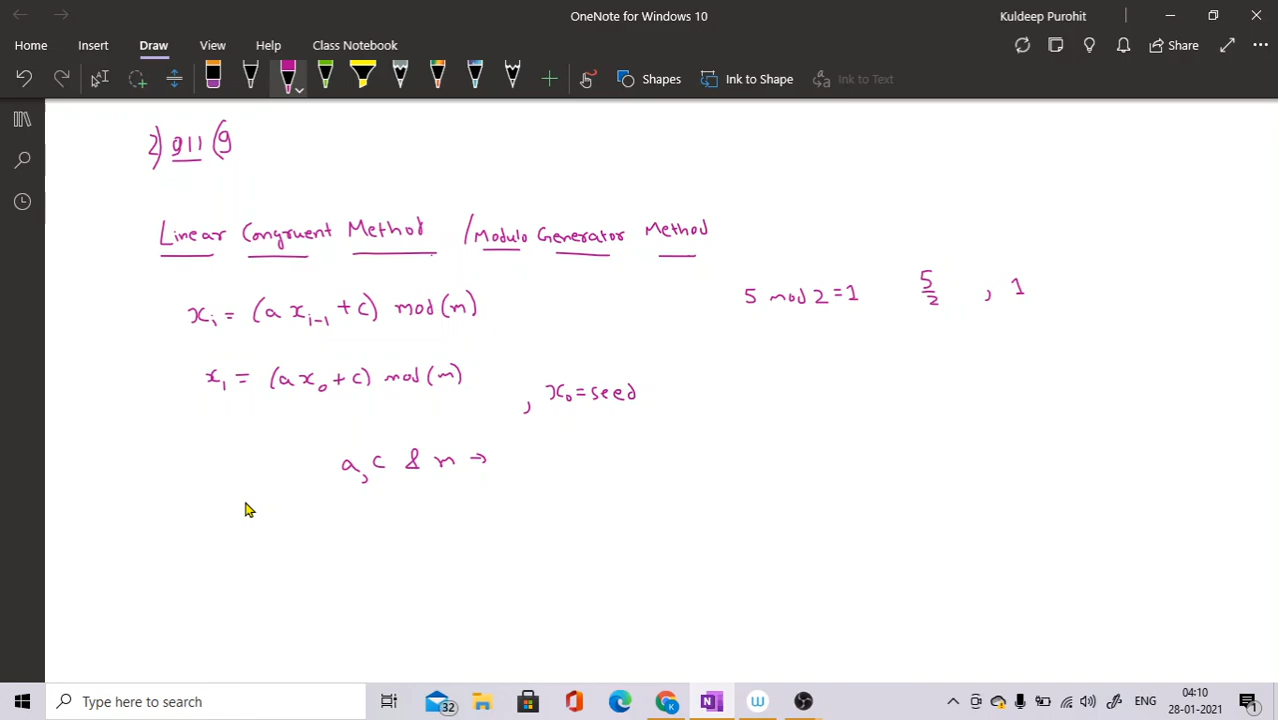 OneNote for Windows 10
Kuldeep Purohit
Home Insert Draw View Help Class Notebook
Share
Shapes Ink to Shape Ink to Text
2) 911 (9
Linear Congruent Method / Modulo Generator Method
xᵢ = (a xᵢ₋₁ + c) mod (m)
5 mod 2 = 1 5/2 , 1
x₁ = (a x₀ + c) mod (m)
, x₀ = seed
a, c & m →
Type here to search
32
W
ENG
04:10
28-01-2021
1